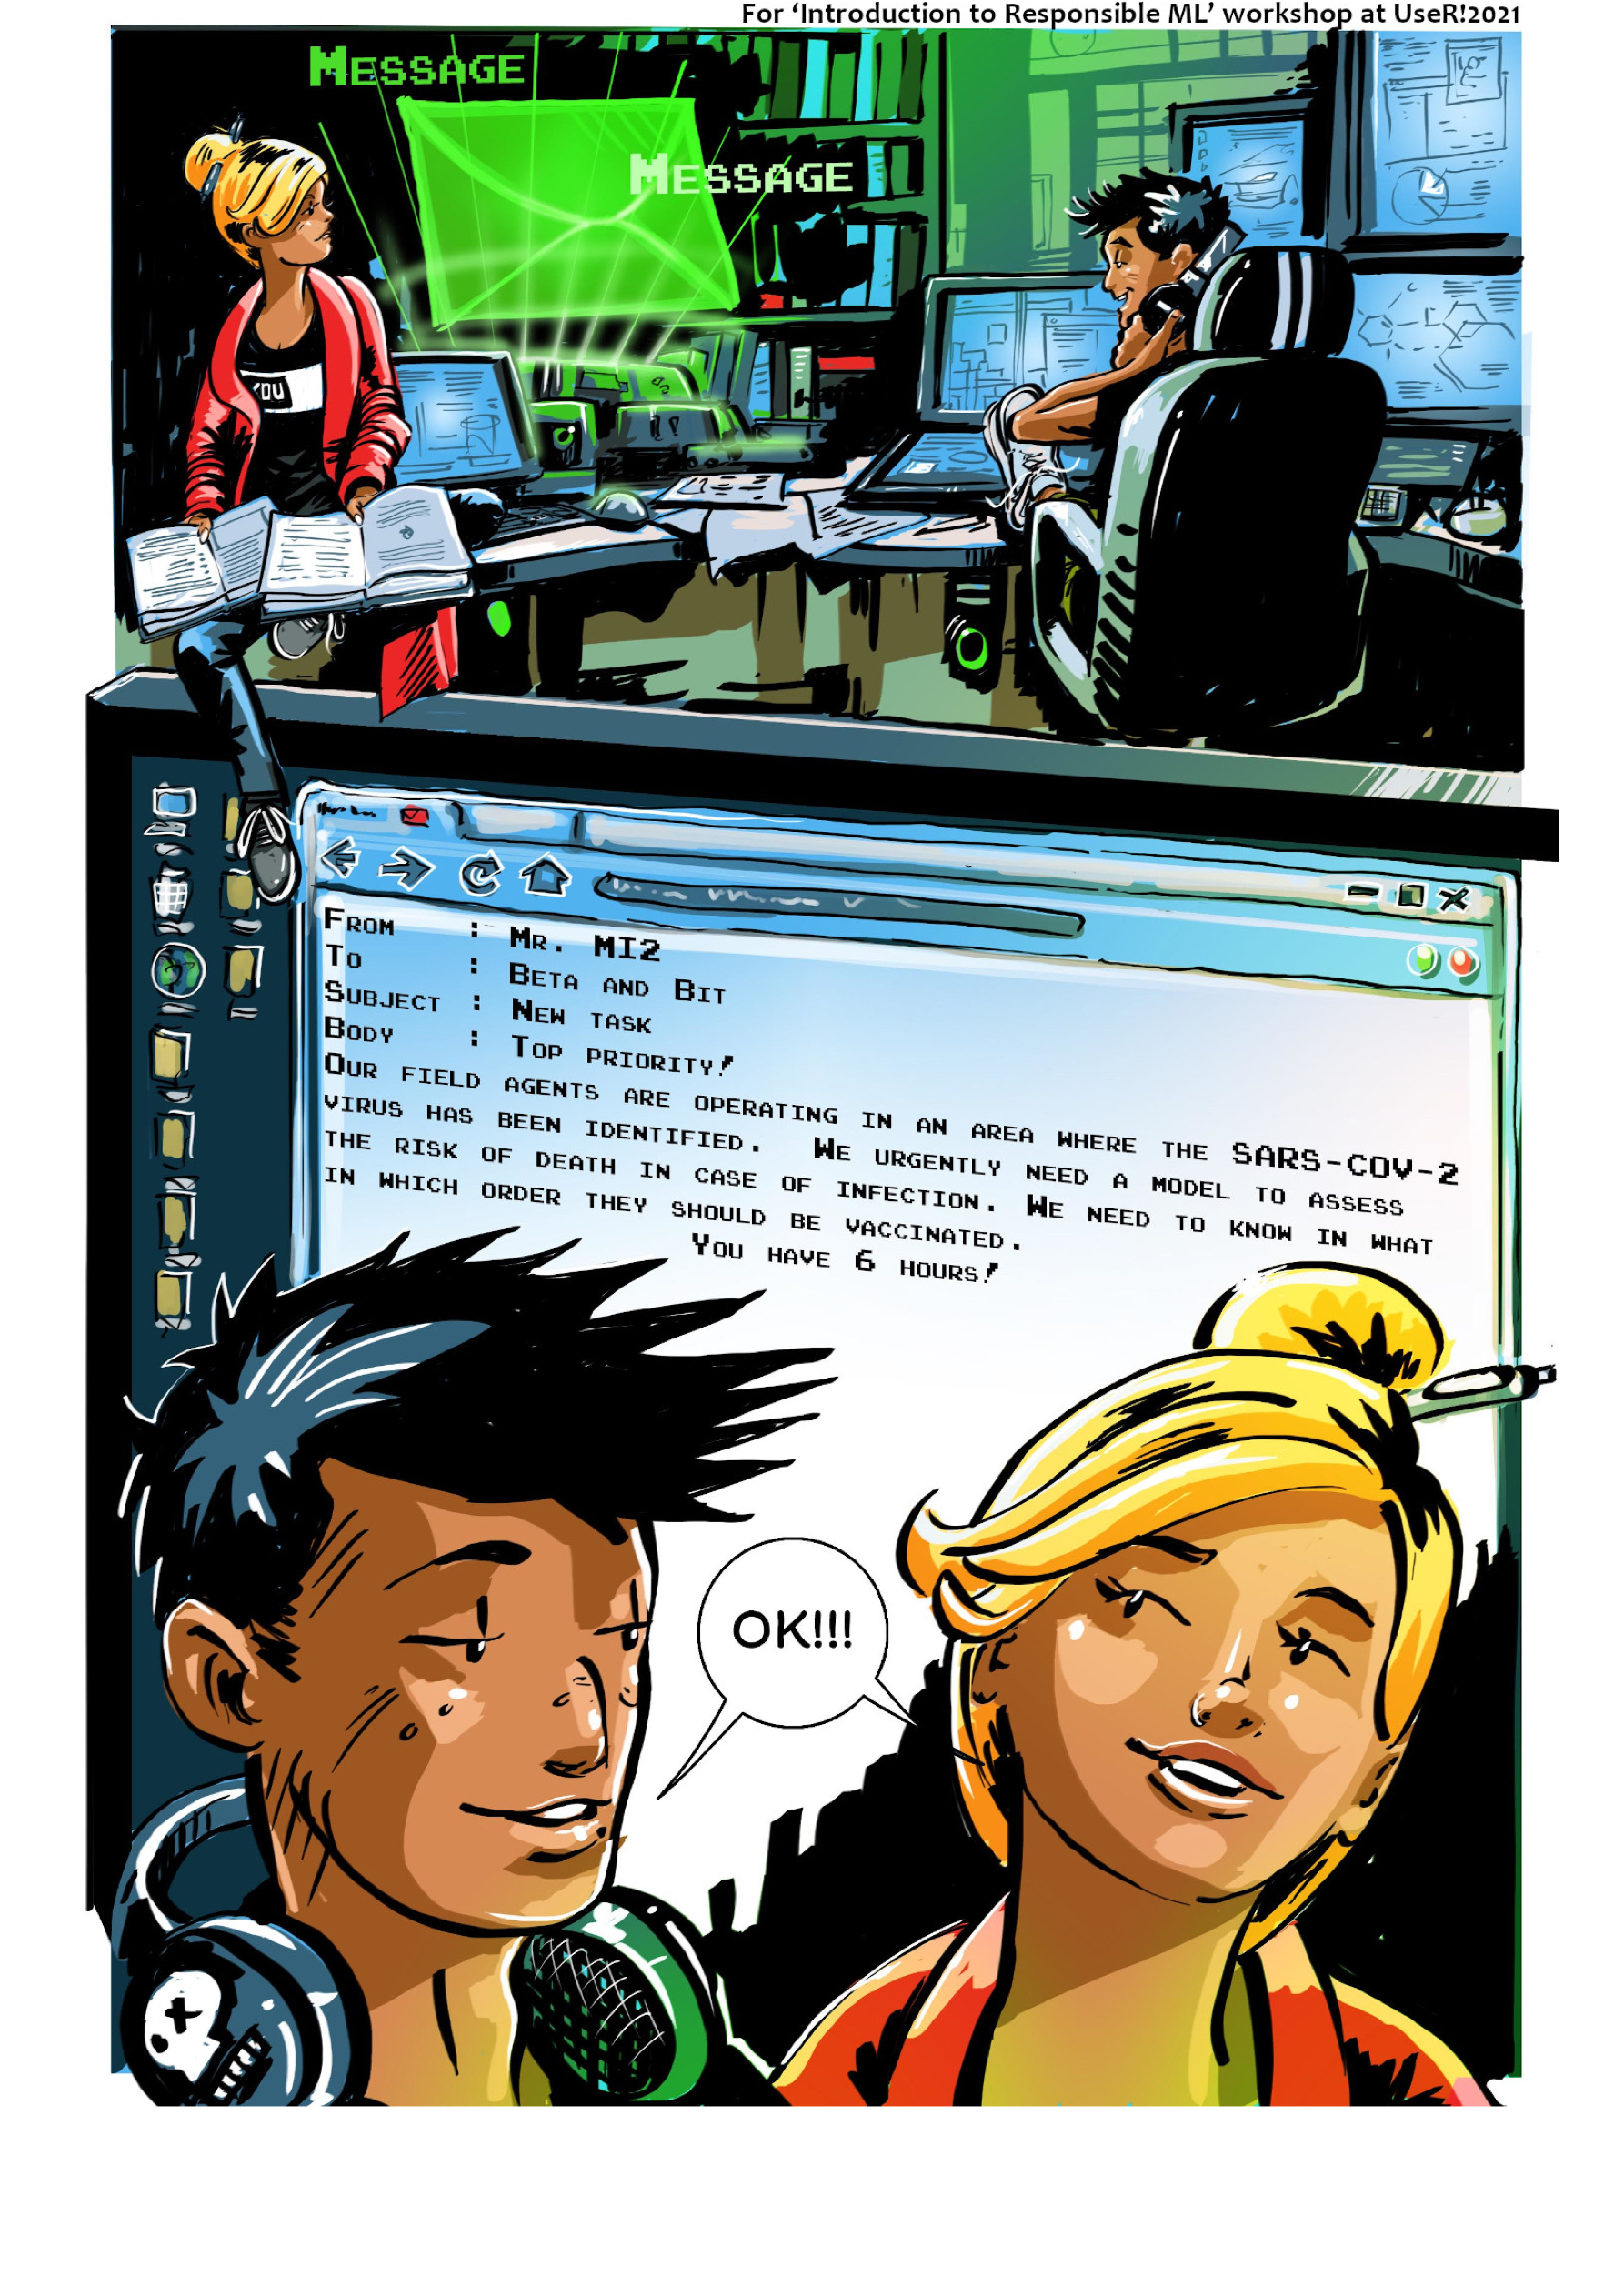 For ‘Introduction to Responsible ML’ workshop at UseR!2021
MESSAGE
MESSAGE
YOU
FROM : MR. MI2
TO : BETA AND BIT
SUBJECT : NEW TASK
BODY : TOP PRIORITY!
OUR FIELD AGENTS ARE OPERATING IN AN AREA WHERE THE SARS-COV-2
VIRUS HAS BEEN IDENTIFIED. WE URGENTLY NEED A MODEL TO ASSESS
THE RISK OF DEATH IN CASE OF INFECTION. WE NEED TO KNOW IN WHAT
IN WHICH ORDER THEY SHOULD BE VACCINATED.
YOU HAVE 6 HOURS!
OK!!!